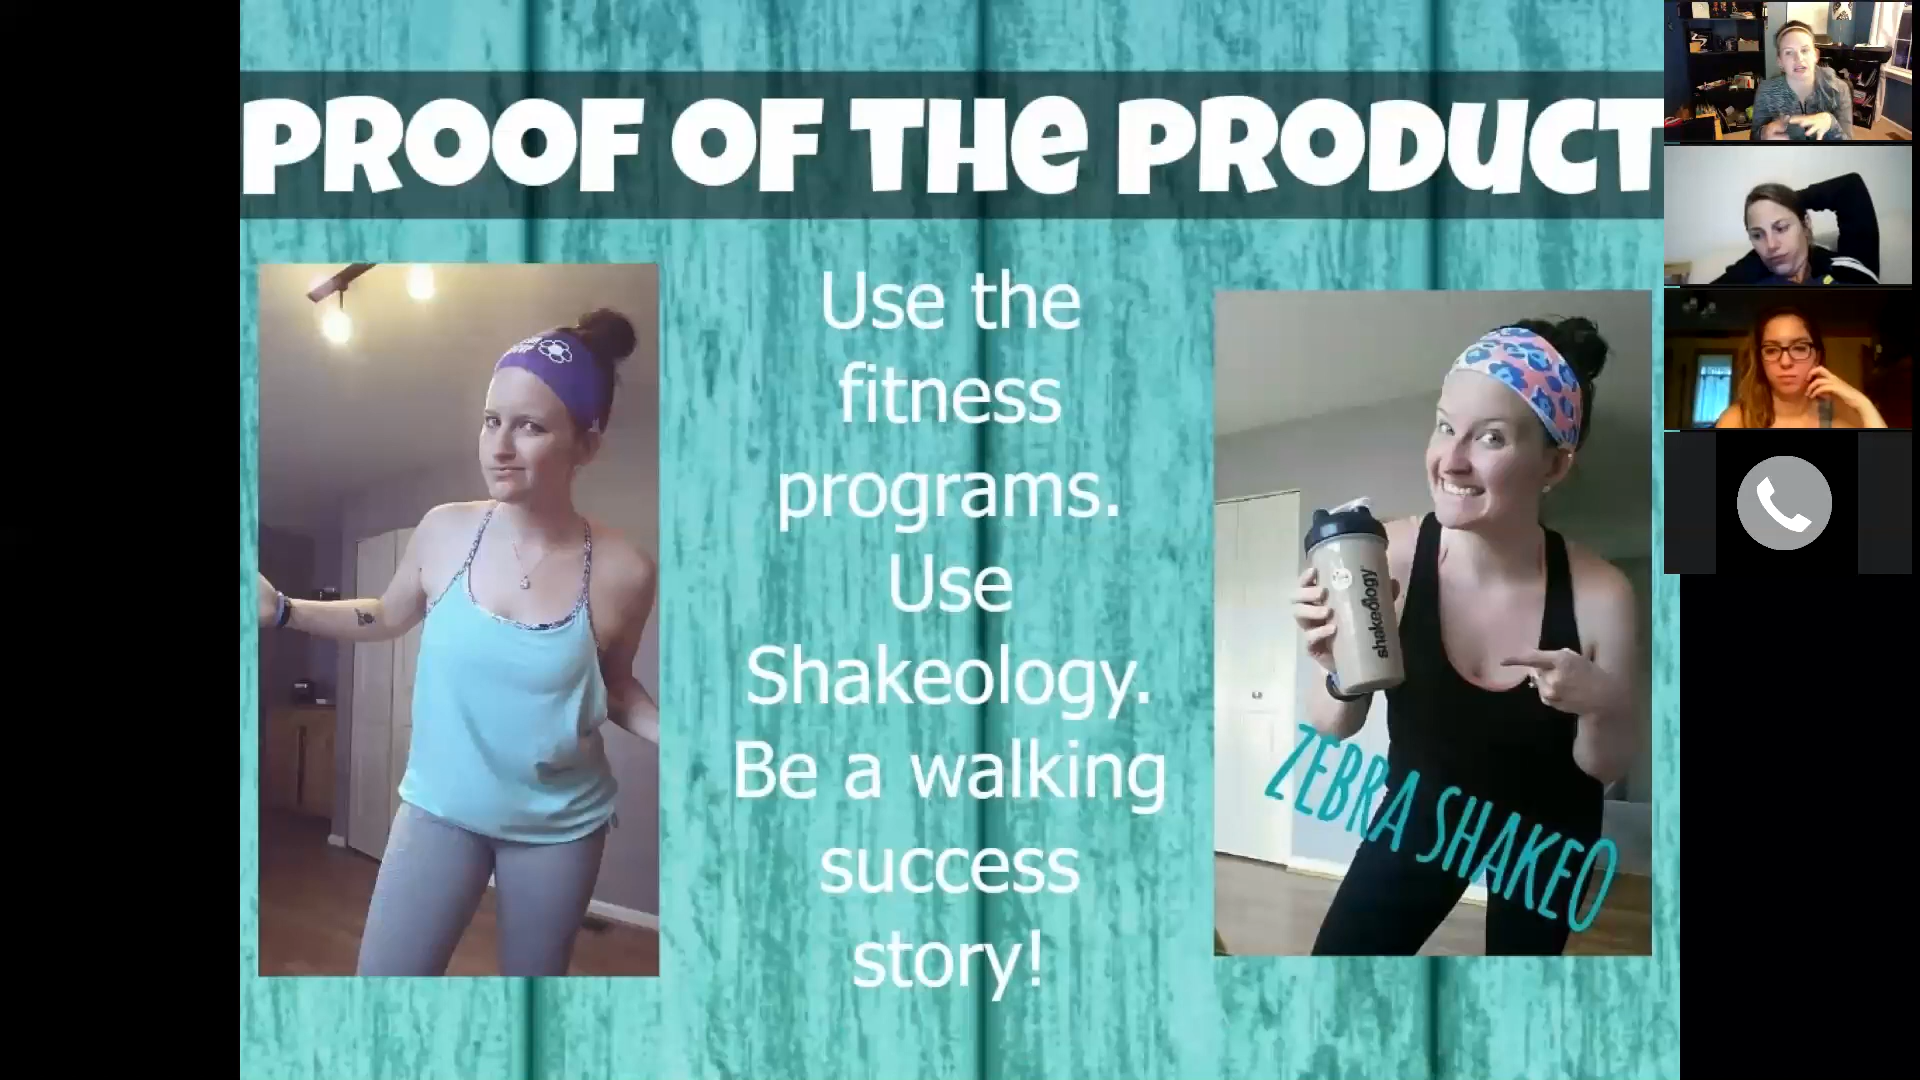 PROOF OF THE PRODUCT
Use the
fitness
programs.
Use
Shakeology.
Be a walking
success
story!
shakeology
ZEBRA SHAKEO